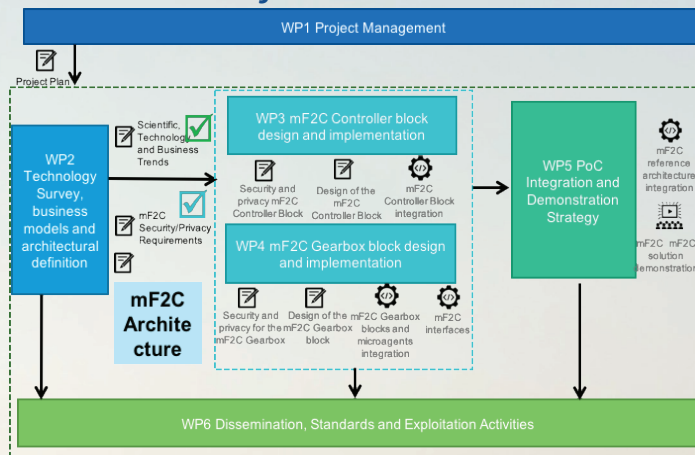 WP1 Project Management
Project Plan
WP2
Technology
Survey,
business
models and
architectural
definition
Scientific,
Technology
and Business
Trends
mF2C
Security/Privacy
Requirements
mF2C
Archite
cture
WP3 mF2C Controller block
design and implementation
Security and
privacy mF2C
Controller Block
Design of the
mF2C
Controller Block
mF2C
Controller Block
integration
WP4 mF2C Gearbox block design
and implementation
Security and
privacy for the
mF2C Gearbox
Design of the
mF2C Gearbox
block
mF2C Gearbox
blocks and
microagents
integration
mF2C
interfaces
WP5 PoC
Integration and
Demonstration
Strategy
mF2C
reference
architecture
integration
mF2C mF2C
solution
demonstration
WP6 Dissemination, Standards and Exploitation Activities